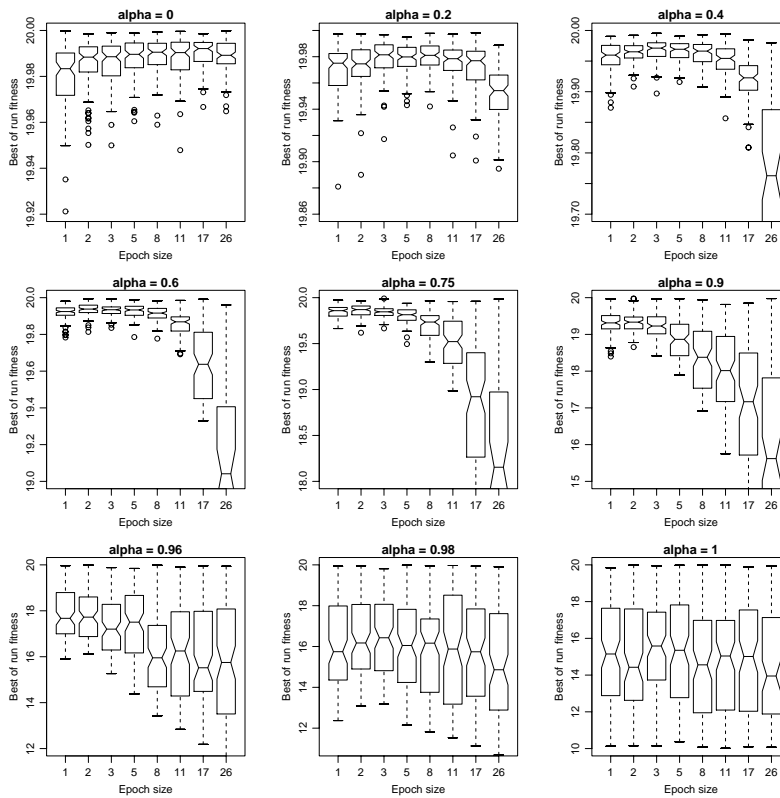 alpha = 0
Best of run fitness
19.92 19.94 19.96 19.98 20.00
1 2 3 5 8 11 17 26
Epoch size
alpha = 0.2
Best of run fitness
19.86 19.90 19.94 19.98
1 2 3 5 8 11 17 26
Epoch size
alpha = 0.4
Best of run fitness
19.70 19.80 19.90 20.00
1 2 3 5 8 11 17 26
Epoch size
alpha = 0.6
Best of run fitness
19.0 19.2 19.4 19.6 19.8 20.0
1 2 3 5 8 11 17 26
Epoch size
alpha = 0.75
Best of run fitness
18.0 18.5 19.0 19.5 20.0
1 2 3 5 8 11 17 26
Epoch size
alpha = 0.9
Best of run fitness
15 16 17 18 19 20
1 2 3 5 8 11 17 26
Epoch size
alpha = 0.96
Best of run fitness
12 14 16 18 20
1 2 3 5 8 11 17 26
Epoch size
alpha = 0.98
Best of run fitness
12 14 16 18 20
1 2 3 5 8 11 17 26
Epoch size
alpha = 1
Best of run fitness
10 12 14 16 18 20
1 2 3 5 8 11 17 26
Epoch size